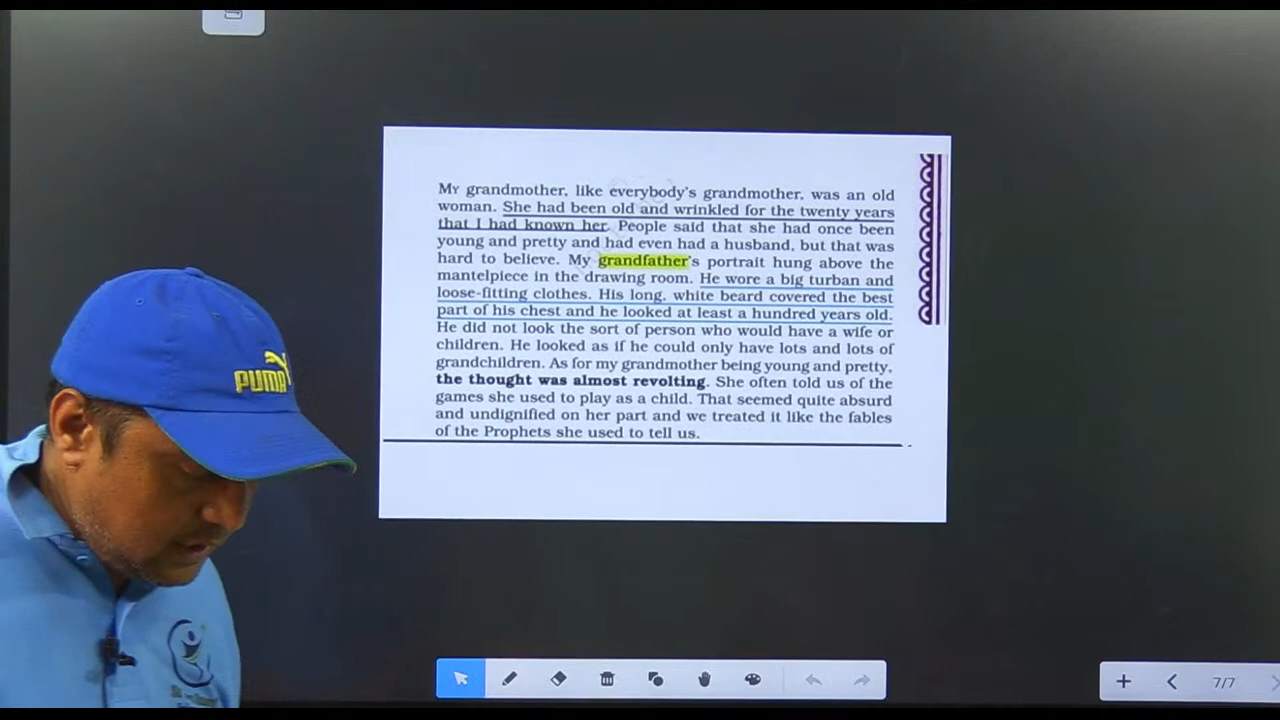 My grandmother, like everybody's grandmother, was an old
woman. She had been old and wrinkled for the twenty years
that I had known her. People said that she had once been
young and pretty and had even had a husband, but that was
hard to believe. My grandfather's portrait hung above the
mantelpiece in the drawing room. He wore a big turban and
loose-fitting clothes. His long, white beard covered the best
part of his chest and he looked at least a hundred years old.
He did not look the sort of person who would have a wife or
children. He looked as if he could only have lots and lots of
grandchildren. As for my grandmother being young and pretty,
the thought was almost revolting. She often told us of the
games she used to play as a child. That seemed quite absurd
and undignified on her part and we treated it like the fables
of the Prophets she used to tell us.
PUMA
7/7